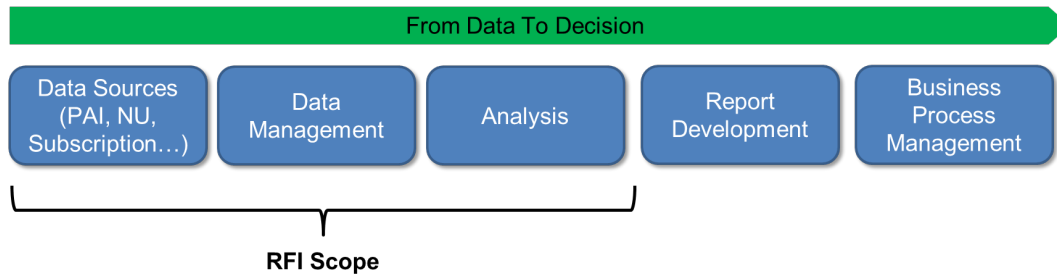 From Data To Decision
Data Sources
(PAI, NU,
Subscription…)
Data
Management
Analysis
Report
Development
Business
Process
Management
RFI Scope